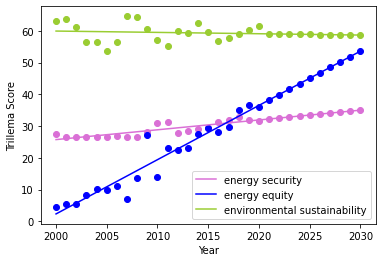 60
50
40
30
20
10
0
Trillema Score
2000
2005
2010
2015
2020
2025
2030
Year
energy security
energy equity
environmental sustainability